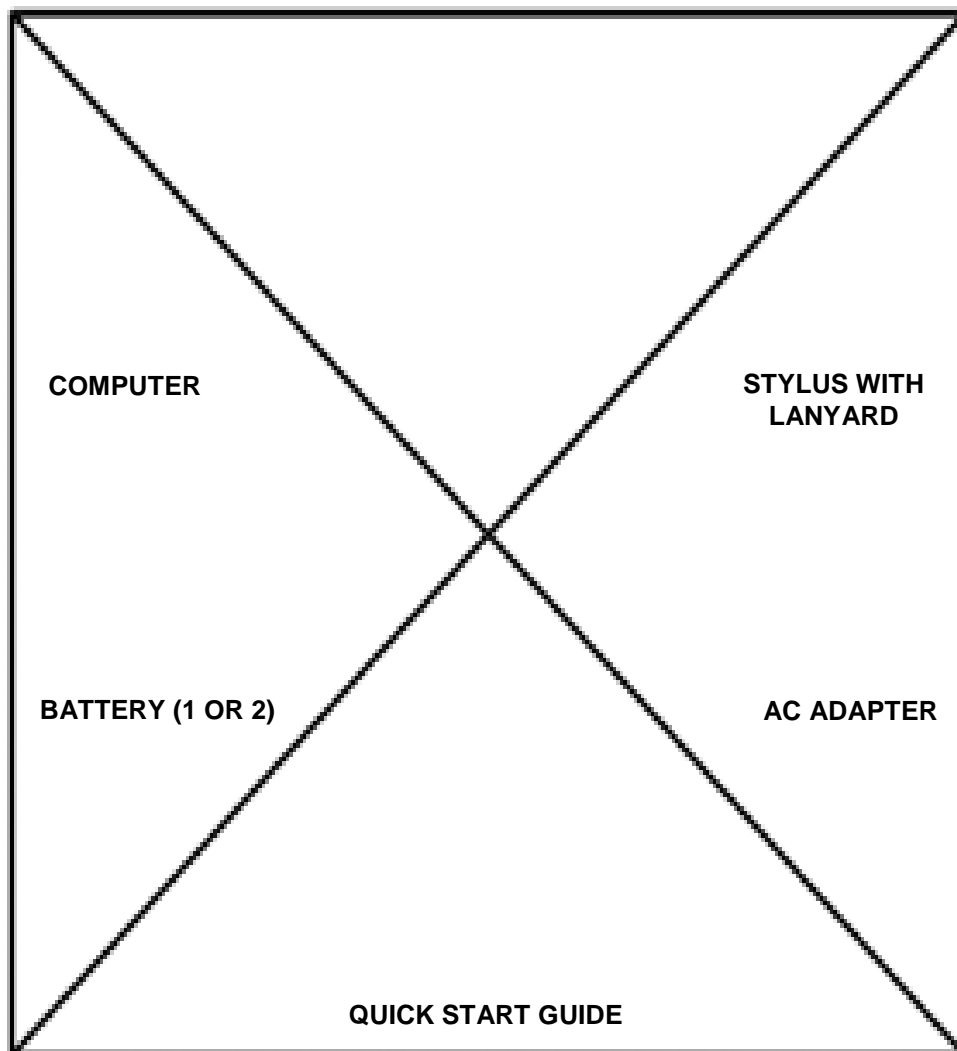 COMPUTER
STYLUS WITH
LANYARD
BATTERY (1 OR 2)
AC ADAPTER
QUICK START GUIDE